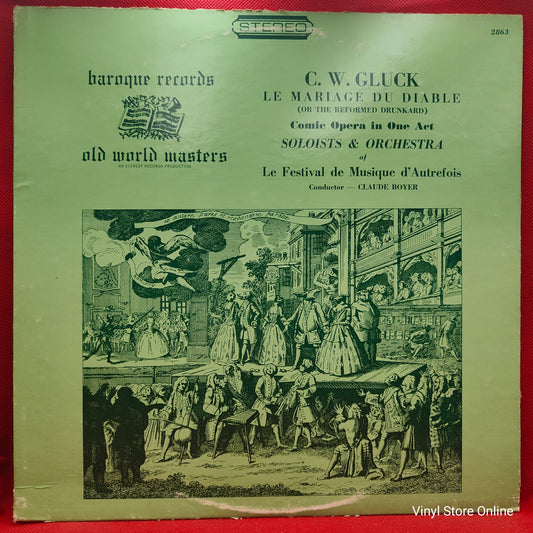 STEREO
2863
baroque records
old world masters
AN EVEREST RECORDS PRODUCTION
C. W. GLUCK
LE MARIAGE DU DIABLE
(OR THE REFORMED DRUNKARD)
Comic Opera in One Act
SOLOISTS & ORCHESTRA
of
Le Festival de Musique d'Autrefois
Conductor — CLAUDE BOYER
Vinyl Store Online